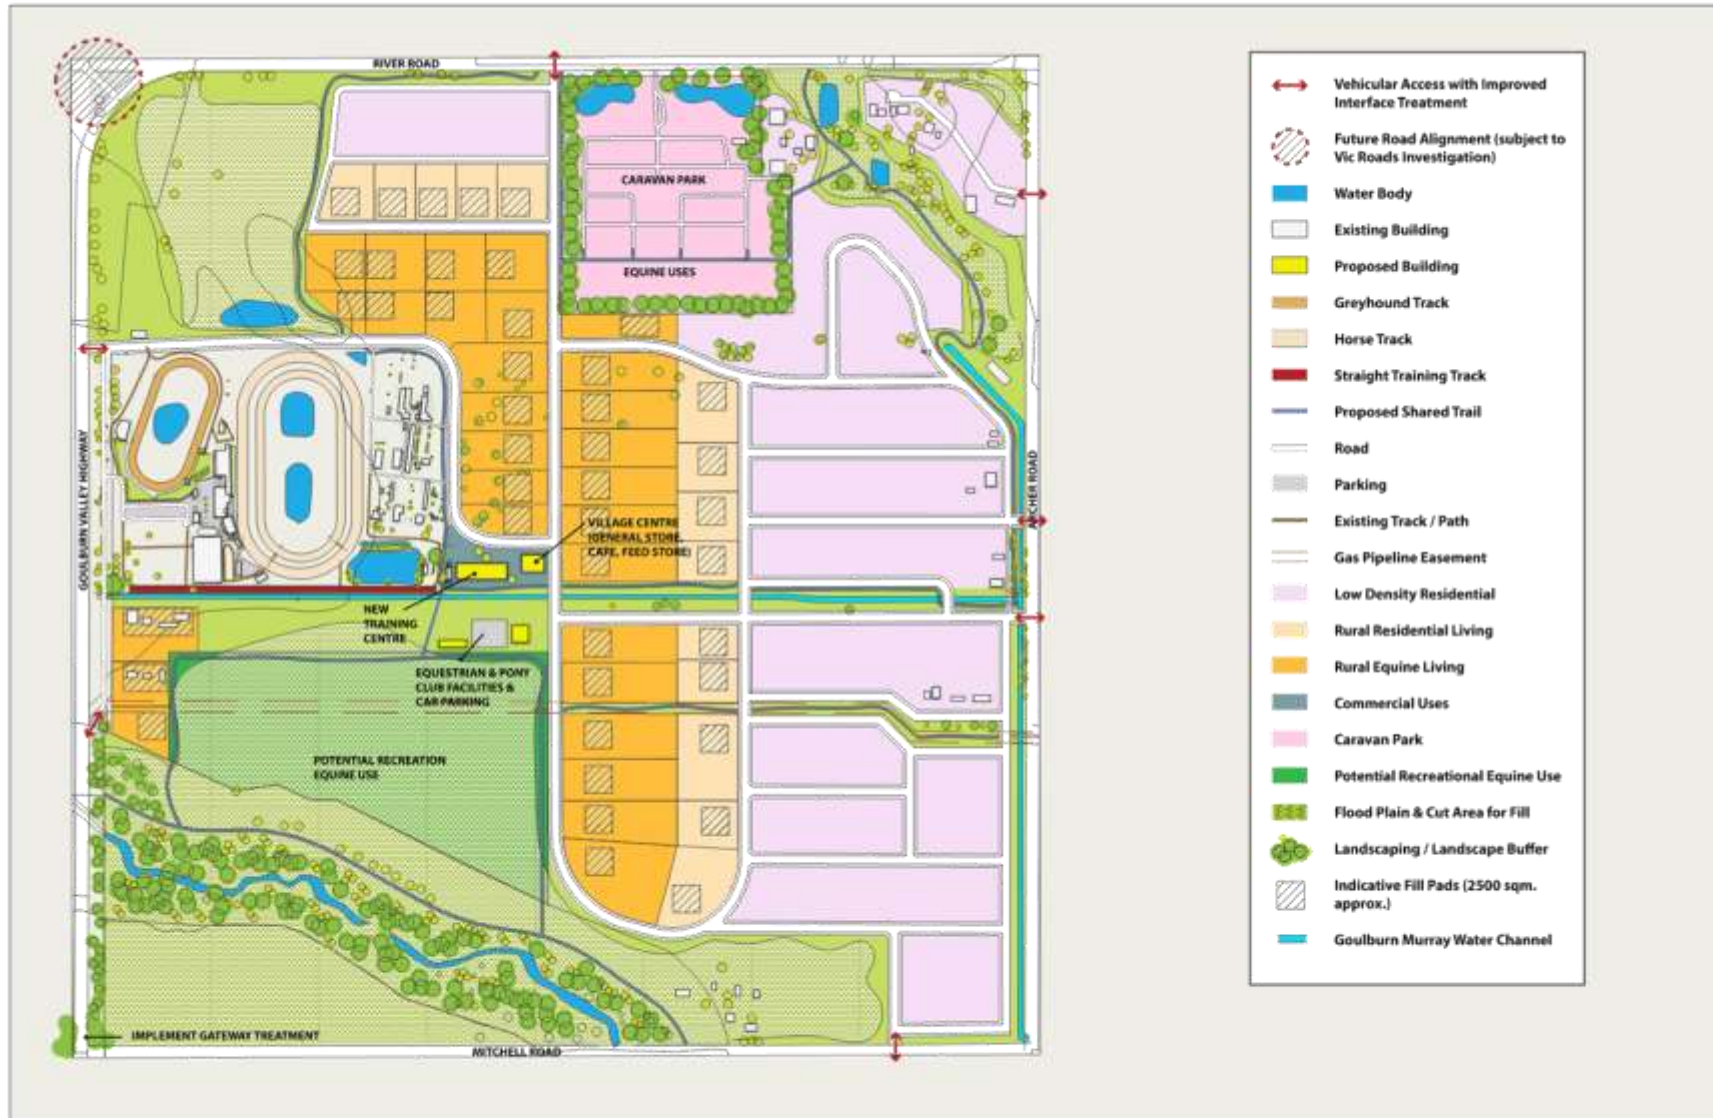 RIVER ROAD
CARAVAN PARK
EQUINE USES
GOULBURN VALLEY HIGHWAY
ARCHER ROAD
VILLAGE CENTRE
(GENERAL STORE,
CAFE, FEED STORE)
NEW
TRAINING
CENTRE
EQUESTRIAN & PONY
CLUB FACILITIES &
CAR PARKING
POTENTIAL RECREATION
EQUINE USE
IMPLEMENT GATEWAY TREATMENT
MITCHELL ROAD
Vehicular Access with Improved
Interface Treatment
Future Road Alignment (subject to
Vic Roads Investigation)
Water Body
Existing Building
Proposed Building
Greyhound Track
Horse Track
Straight Training Track
Proposed Shared Trail
Road
Parking
Existing Track / Path
Gas Pipeline Easement
Low Density Residential
Rural Residential Living
Rural Equine Living
Commercial Uses
Caravan Park
Potential Recreational Equine Use
Flood Plain & Cut Area for Fill
Landscaping / Landscape Buffer
Indicative Fill Pads (2500 sqm.
approx.)
Goulburn Murray Water Channel